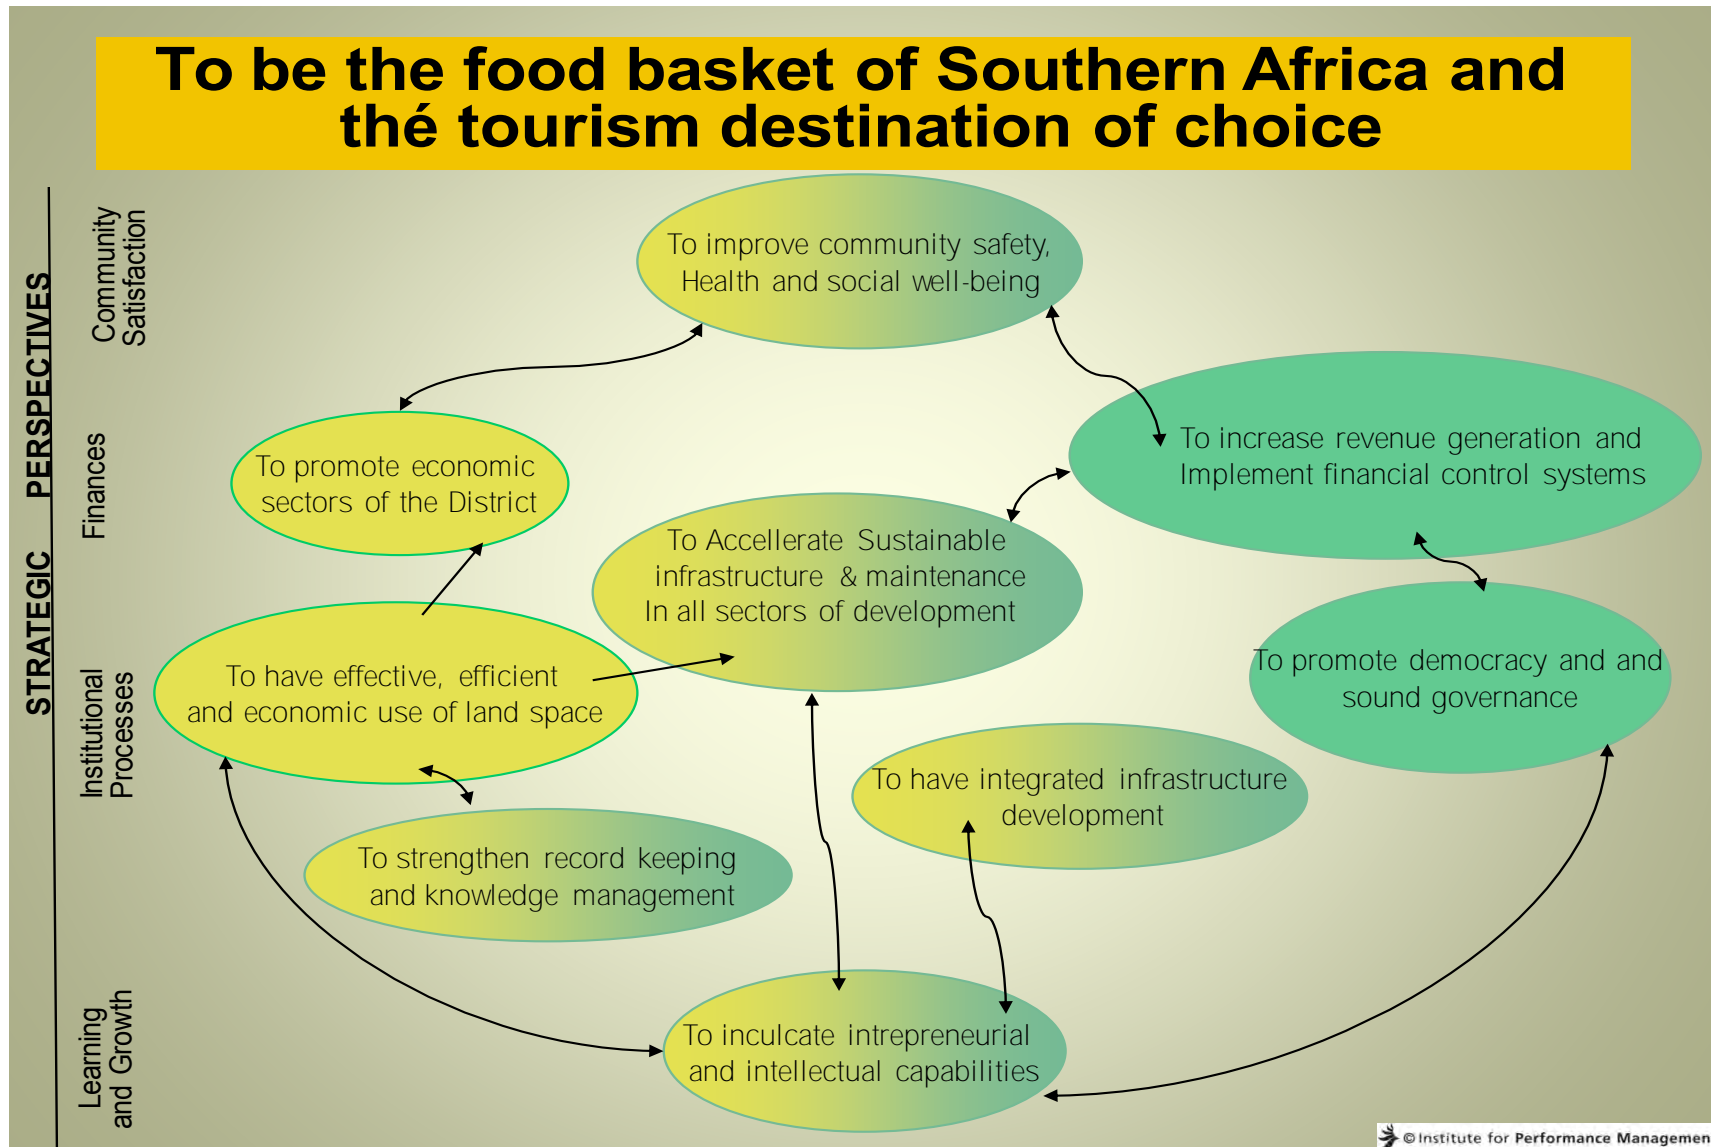 To be the food basket of Southern Africa and
thé tourism destination of choice
STRATEGIC PERSPECTIVES
Community
Satisfaction
To improve community safety,
Health and social well-being
Finances
To promote economic
sectors of the District
To increase revenue generation and
Implement financial control systems
To Accellerate Sustainable
infrastructure & maintenance
In all sectors of development
Institutional
Processes
To have effective, efficient
and economic use of land space
To promote democracy and and
sound governance
To have integrated infrastructure
development
To strengthen record keeping
and knowledge management
Learning
and Growth
To inculcate intrepreneurial
and intellectual capabilities
© Institute for Performance Managemen